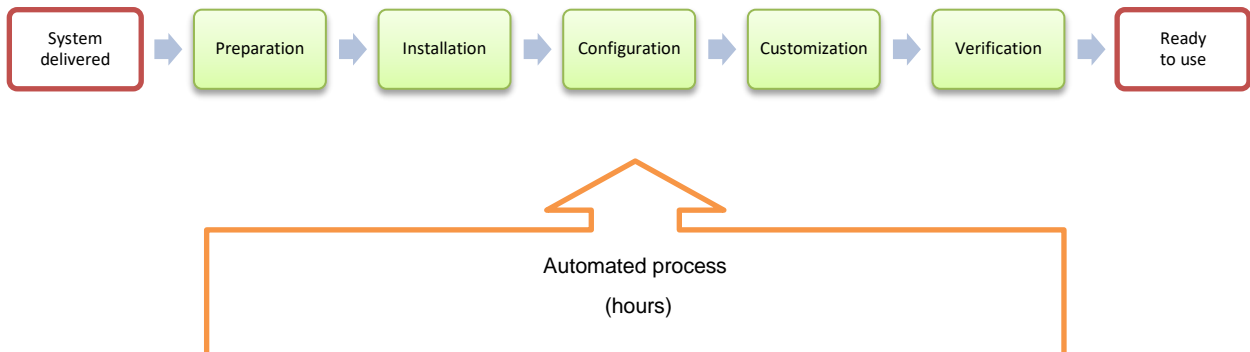 System
delivered
Preparation
Installation
Configuration
Customization
Verification
Ready
to use
Automated process
(hours)